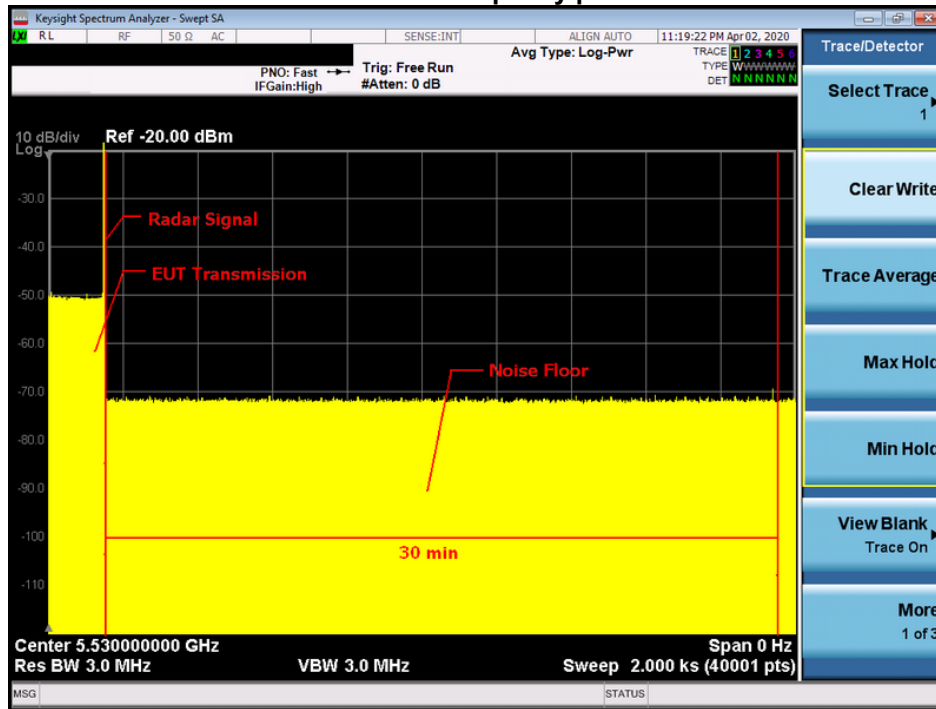 Keysight Spectrum Analyzer - Swept SA
LXI RL RF 50 Ω AC SENSE:INT ALIGN AUTO 11:19:22 PM Apr 02, 2020
Avg Type: Log-Pwr TRACE 1 2 3 4 5 6
PNO: Fast Trig: Free Run TYPE WWWWWW
IFGain:High #Atten: 0 dB DET N N N N N N
10 dB/div Ref -20.00 dBm
Log
-30.0
Radar Signal
-40.0
EUT Transmission
-50.0
-60.0
Noise Floor
-70.0
-80.0
-90.0
-100
30 min
-110
Center 5.530000000 GHz Span 0 Hz
Res BW 3.0 MHz VBW 3.0 MHz Sweep 2.000 ks (40001 pts)
MSG STATUS
Trace/Detector
Select Trace
1
Clear Write
Trace Average
Max Hold
Min Hold
View Blank
Trace On
More
1 of 3